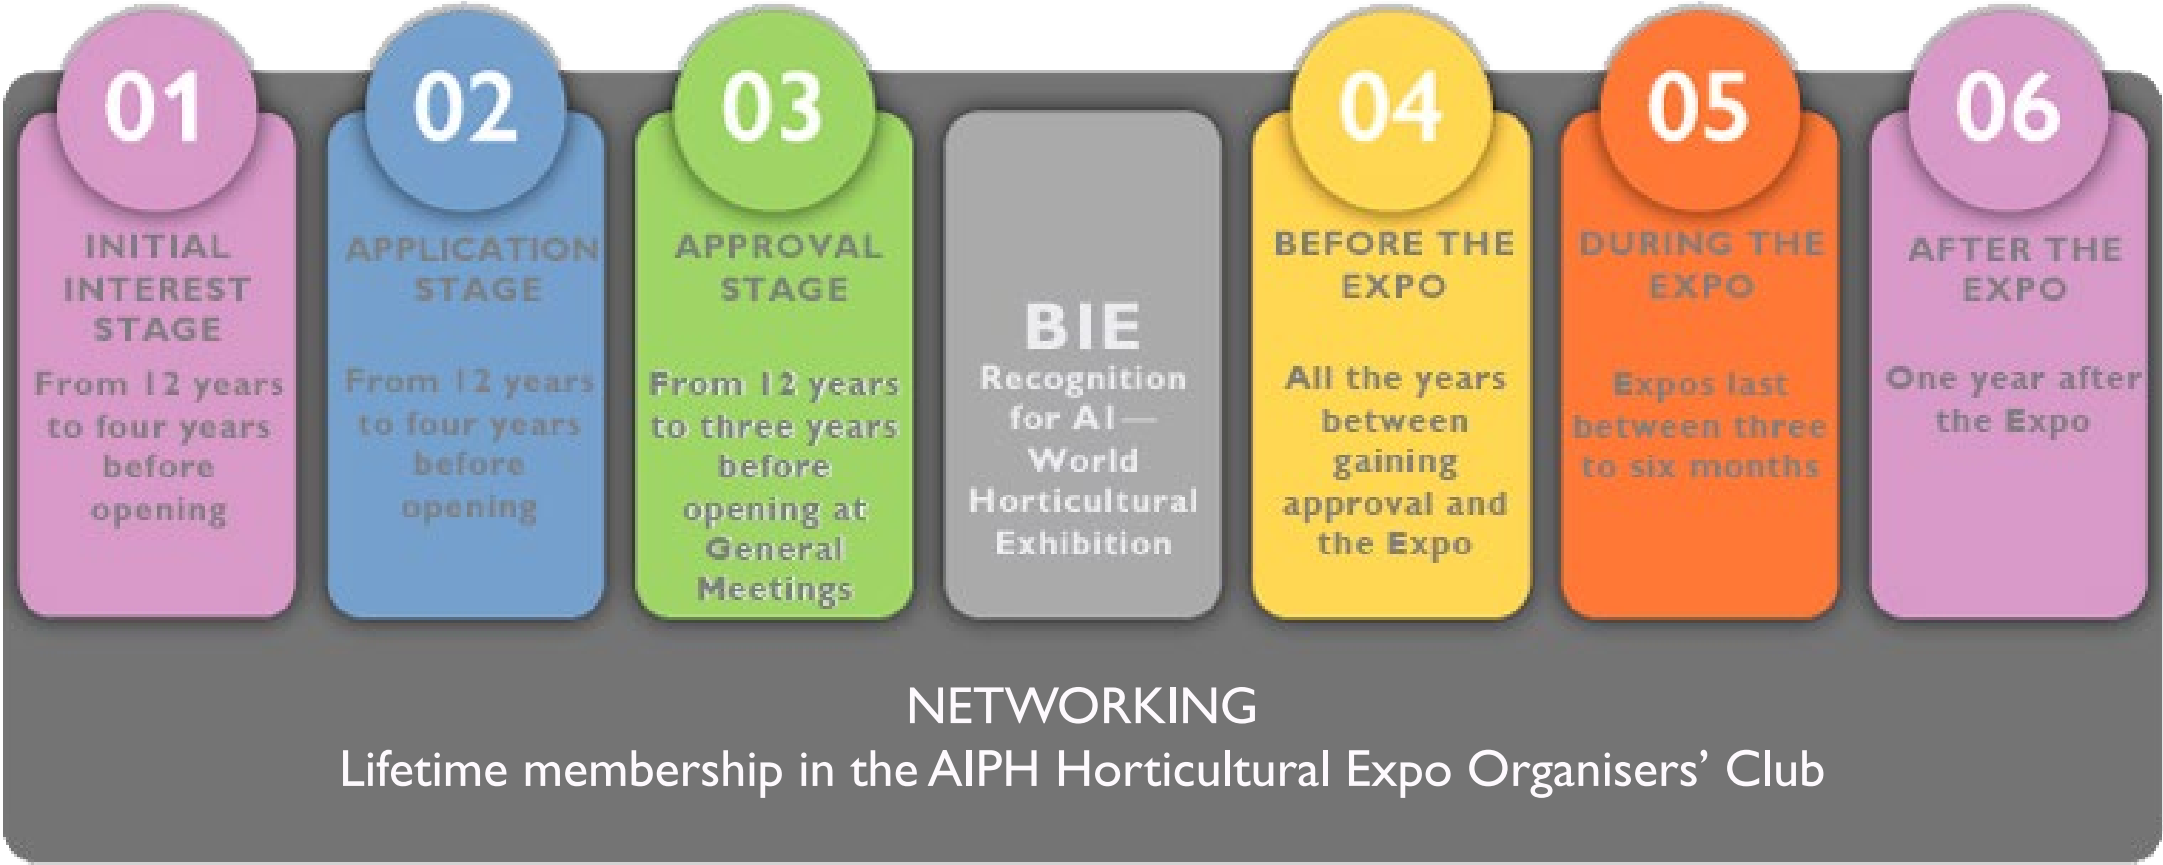 01
INITIAL
INTEREST
STAGE
From 12 years
to four years
before
opening
02
APPLICATION
STAGE
From 12 years
to four years
before
opening
03
APPROVAL
STAGE
From 12 years
to three years
before
opening at
General
Meetings
BIE
Recognition
for A1—
World
Horticultural
Exhibition
04
BEFORE THE
EXPO
All the years
between
gaining
approval and
the Expo
05
DURING THE
EXPO
Expos last
between three
to six months
06
AFTER THE
EXPO
One year after
the Expo
NETWORKING
Lifetime membership in the AIPH Horticultural Expo Organisers’ Club